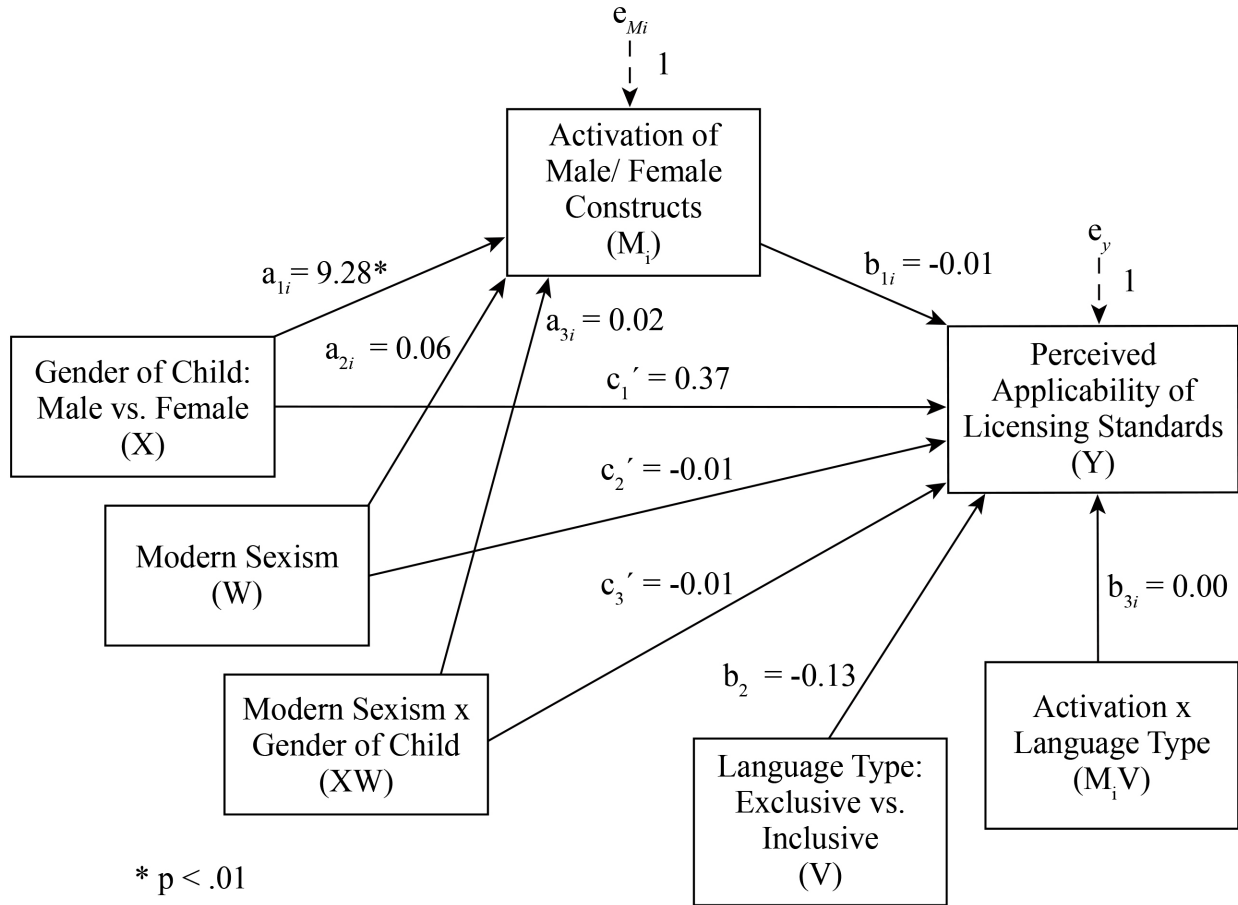 e_Mi
1
Activation of
Male/ Female
Constructs
(M_i)
e_y
1
a_1i = 9.28*
b_1i = -0.01
a_2i = 0.06
a_3i = 0.02
Gender of Child:
Male vs. Female
(X)
c_1´ = 0.37
Perceived
Applicability of
Licensing Standards
(Y)
c_2´ = -0.01
Modern Sexism
(W)
c_3´ = -0.01
b_3i = 0.00
b_2 = -0.13
Modern Sexism x
Gender of Child
(XW)
Language Type:
Exclusive vs.
Inclusive
(V)
Activation x
Language Type
(M_iV)
* p < .01